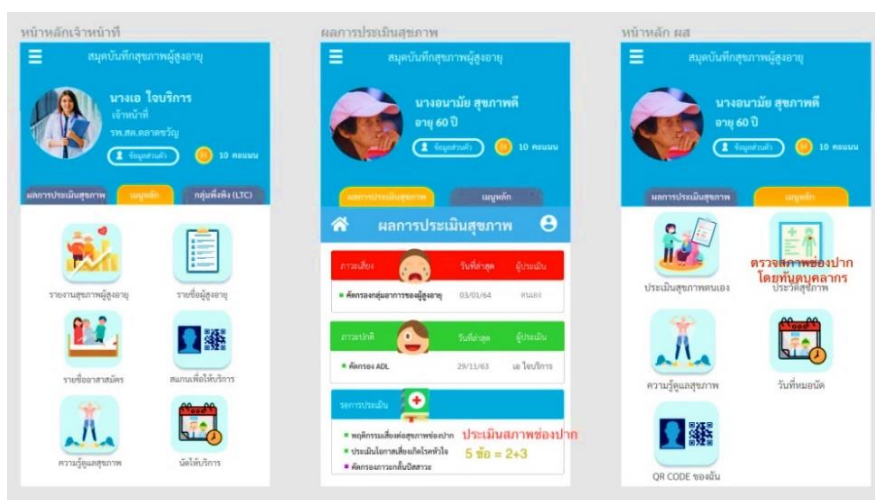 หน้าหลักเจ้าหน้าที่
สมุดบันทึกสุขภาพผู้สูงอายุ
นางเอ ใจบริการ
เจ้าหน้าที่
รพ.สต.ตลาดขวัญ
ข้อมูลส่วนตัว
10 คะแนน
ผลการประเมินสุขภาพ
เมนูหลัก
กลุ่มพึ่งพิง (LTC)
รายงานสุขภาพผู้สูงอายุ
รายชื่อผู้สูงอายุ
รายชื่ออาสาสมัคร
สแกนเพื่อให้บริการ
ความรู้ดูแลสุขภาพ
นัดให้บริการ
ผลการประเมินสุขภาพ
สมุดบันทึกสุขภาพผู้สูงอายุ
นางอนามัย สุขภาพดี
อายุ 60 ปี
ข้อมูลส่วนตัว
10 คะแนน
ผลการประเมินสุขภาพ
เมนูหลัก
ผลการประเมินสุขภาพ
ภาวะเสี่ยง วันที่ล่าสุด ผู้ประเมิน
คัดกรองกลุ่มอาการของผู้สูงอายุ 03/01/64 ตนเอง
ภาวะปกติ วันที่ล่าสุด ผู้ประเมิน
คัดกรอง ADL 29/11/63 เอ ใจบริการ
รอการประเมิน
พฤติกรรมเสี่ยงต่อสุขภาพช่องปาก ประเมินสภาพช่องปาก
ประเมินโอกาสเสี่ยงเกิดโรคหัวใจ 5 ข้อ = 2+3
คัดกรองภาวะกลั้นปัสสาวะ
หน้าหลัก ผส
สมุดบันทึกสุขภาพผู้สูงอายุ
นางอนามัย สุขภาพดี
อายุ 60 ปี
ข้อมูลส่วนตัว
10 คะแนน
ผลการประเมินสุขภาพ
เมนูหลัก
ตรวจสภาพช่องปาก
โดยทันตบุคลากร
ประเมินสุขภาพตนเอง
ประวัติสุขภาพ
ความรู้ดูแลสุขภาพ
วันที่หมอนัด
QR CODE ของฉัน